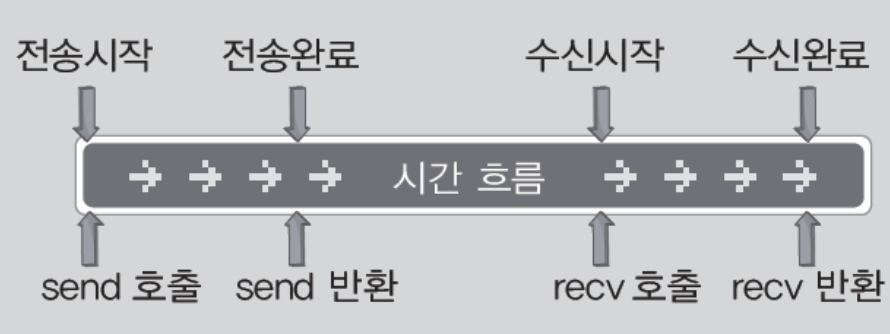 전송시작 전송완료 수신시작 수신완료
시간 흐름
send 호출 send 반환 recv 호출 recv 반환